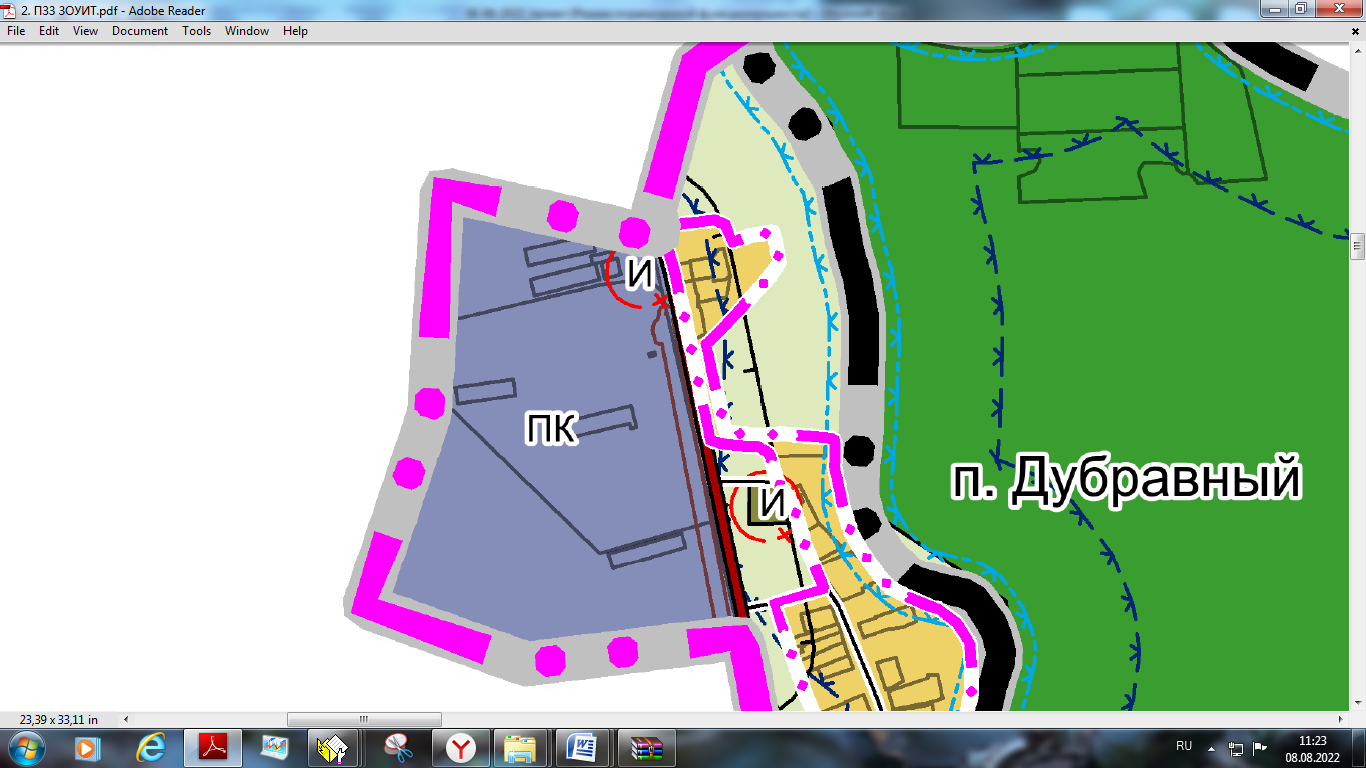 2. ПЗЗ ЗОУИТ.pdf - Adobe Reader
File Edit View Document Tools Window Help
И
ПК
И
п. Дубравный
23,39 x 33,11 in
RU
11:23
08.08.2022